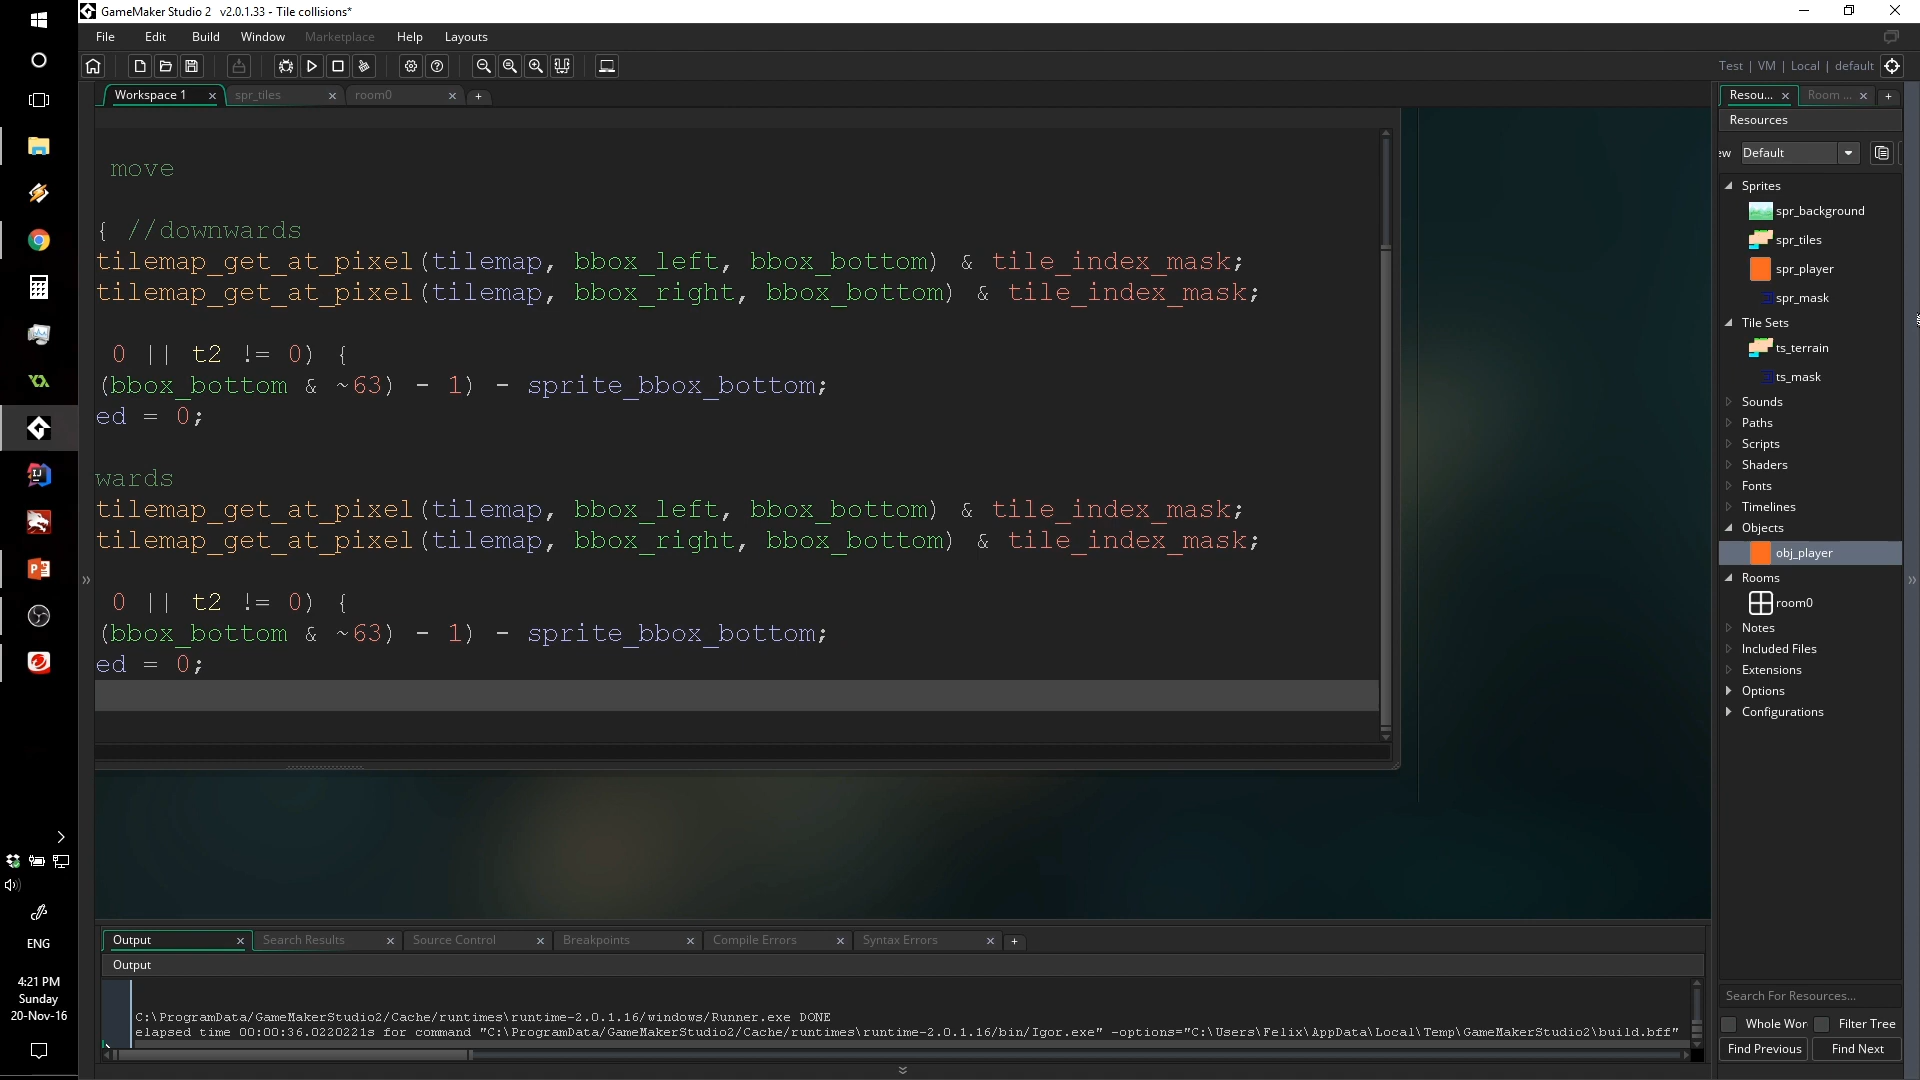 GameMaker Studio 2   v2.0.1.33 - Tile collisions*
File Edit Build Window Marketplace Help Layouts
Test | VM | Local | default
Workspace 1 spr_tiles room0
Resou... Room ...
Resources
ew Default
move
{ //downwards
tilemap_get_at_pixel(tilemap, bbox_left, bbox_bottom) & tile_index_mask;
tilemap_get_at_pixel(tilemap, bbox_right, bbox_bottom) & tile_index_mask;
0 || t2 != 0) {
(bbox_bottom & ~63) - 1) - sprite_bbox_bottom;
ed = 0;
wards
tilemap_get_at_pixel(tilemap, bbox_left, bbox_bottom) & tile_index_mask;
tilemap_get_at_pixel(tilemap, bbox_right, bbox_bottom) & tile_index_mask;
0 || t2 != 0) {
(bbox_bottom & ~63) - 1) - sprite_bbox_bottom;
ed = 0;
Sprites
spr_background
spr_tiles
spr_player
spr_mask
Tile Sets
ts_terrain
ts_mask
Sounds
Paths
Scripts
Shaders
Fonts
Timelines
Objects
obj_player
Rooms
room0
Notes
Included Files
Extensions
Options
Configurations
Search For Resources...
Whole Wor Filter Tree
Find Previous Find Next
Output Search Results Source Control Breakpoints Compile Errors Syntax Errors
Output
C:\ProgramData/GameMakerStudio2/Cache/runtimes\runtime-2.0.1.16/windows/Runner.exe DONE
elapsed time 00:00:36.0220221s for command "C:\ProgramData/GameMakerStudio2/Cache/runtimes\runtime-2.0.1.16/bin/Igor.exe" -options="C:\Users\Felix\AppData\Local\Temp\GameMakerStudio2\build.bff"
ENG
4:21 PM
Sunday
20-Nov-16